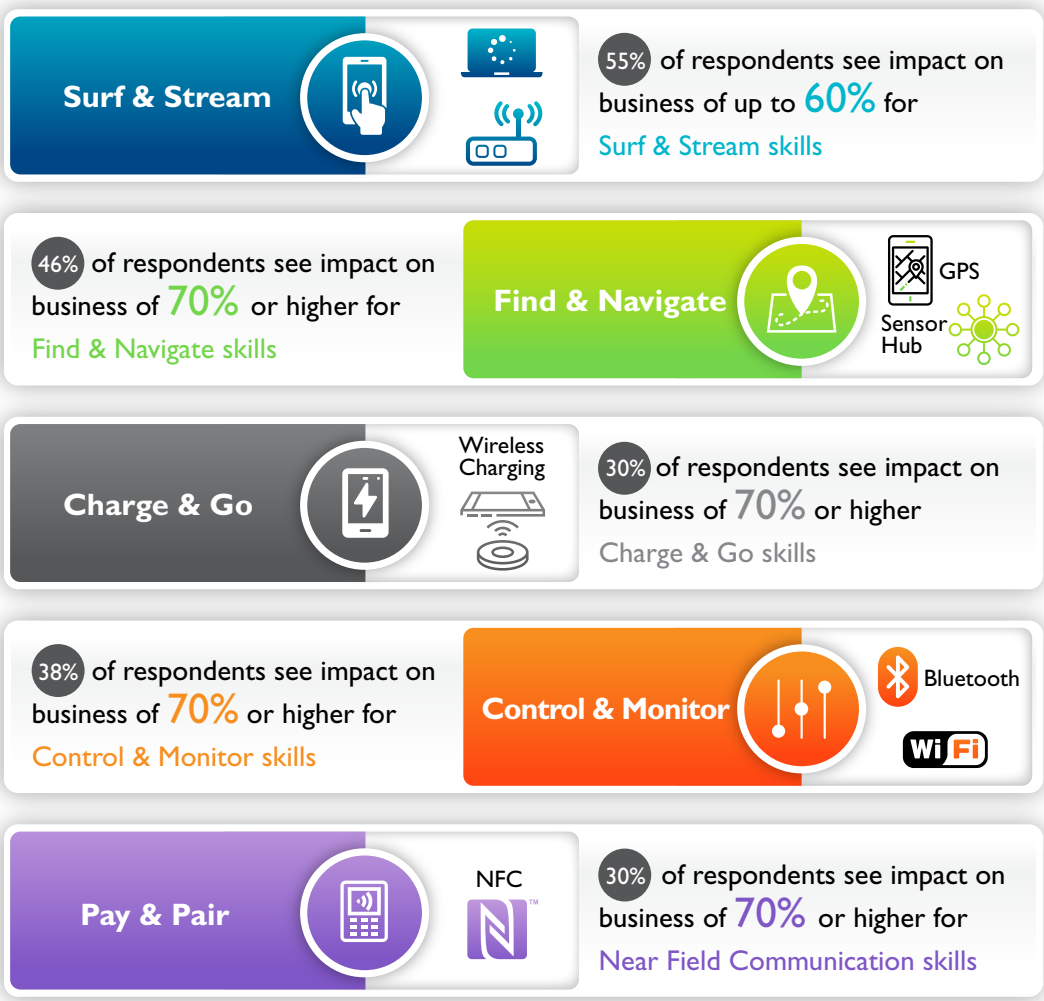 Surf & Stream
55% of respondents see impact on
business of up to 60% for
Surf & Stream skills
46% of respondents see impact on
business of 70% or higher for
Find & Navigate skills
Find & Navigate
GPS
Sensor
Hub
Charge & Go
Wireless
Charging
30% of respondents see impact on
business of 70% or higher
Charge & Go skills
38% of respondents see impact on
business of 70% or higher for
Control & Monitor skills
Control & Monitor
Bluetooth
Wi Fi
Pay & Pair
NFC
N™
30% of respondents see impact on
business of 70% or higher for
Near Field Communication skills